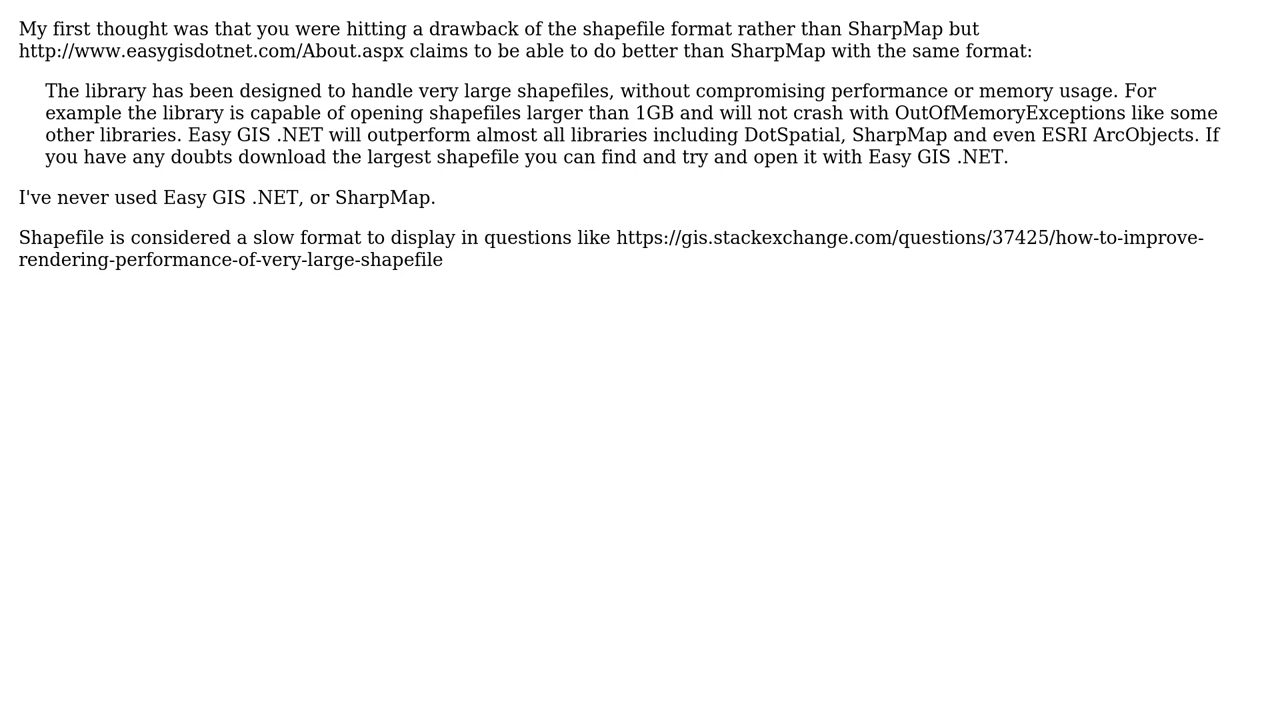 My first thought was that you were hitting a drawback of the shapefile format rather than SharpMap but
http://www.easygisdotnet.com/About.aspx claims to be able to do better than SharpMap with the same format:
The library has been designed to handle very large shapefiles, without compromising performance or memory usage. For
example the library is capable of opening shapefiles larger than 1GB and will not crash with OutOfMemoryExceptions like some
other libraries. Easy GIS .NET will outperform almost all libraries including DotSpatial, SharpMap and even ESRI ArcObjects. If
you have any doubts download the largest shapefile you can find and try and open it with Easy GIS .NET.
I've never used Easy GIS .NET, or SharpMap.
Shapefile is considered a slow format to display in questions like https://gis.stackexchange.com/questions/37425/how-to-improve-
rendering-performance-of-very-large-shapefile